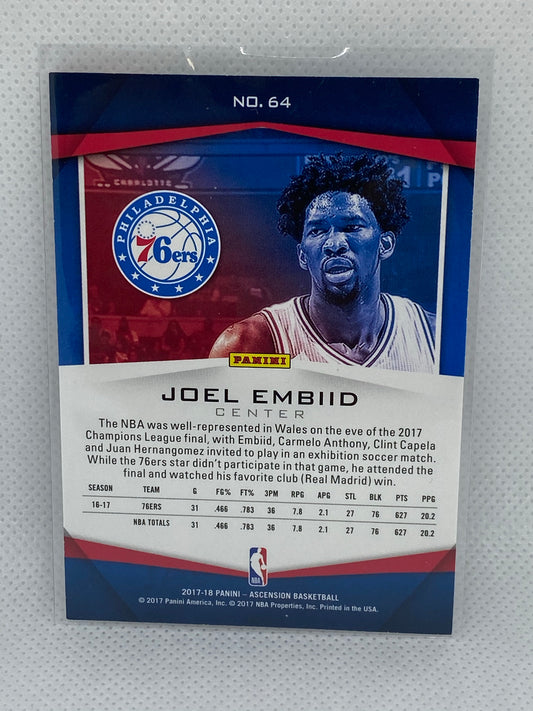 NO. 64
CHARLOTTE
PHILADELPHIA
76ers
PANINI
JOEL EMBIID
CENTER
The NBA was well-represented in Wales on the eve of the 2017
Champions League final, with Embiid, Carmelo Anthony, Clint Capela
and Juan Hernangomez invited to play in an exhibition soccer match.
While the 76ers star didn't participate in that game, he attended the
final and watched his favorite club (Real Madrid) win.
SEASON TEAM G FG% FT% 3PM RPG APG STL BLK PTS PPG
16-17 76ERS 31 .466 .783 36 7.8 2.1 27 76 627 20.2
NBA TOTALS 31 .466 .783 36 7.8 2.1 27 76 627 20.2
NBA
2017-18 PANINI – ASCENSION BASKETBALL
© 2017 Panini America, Inc. © 2017 NBA Properties, Inc. Printed in the USA.